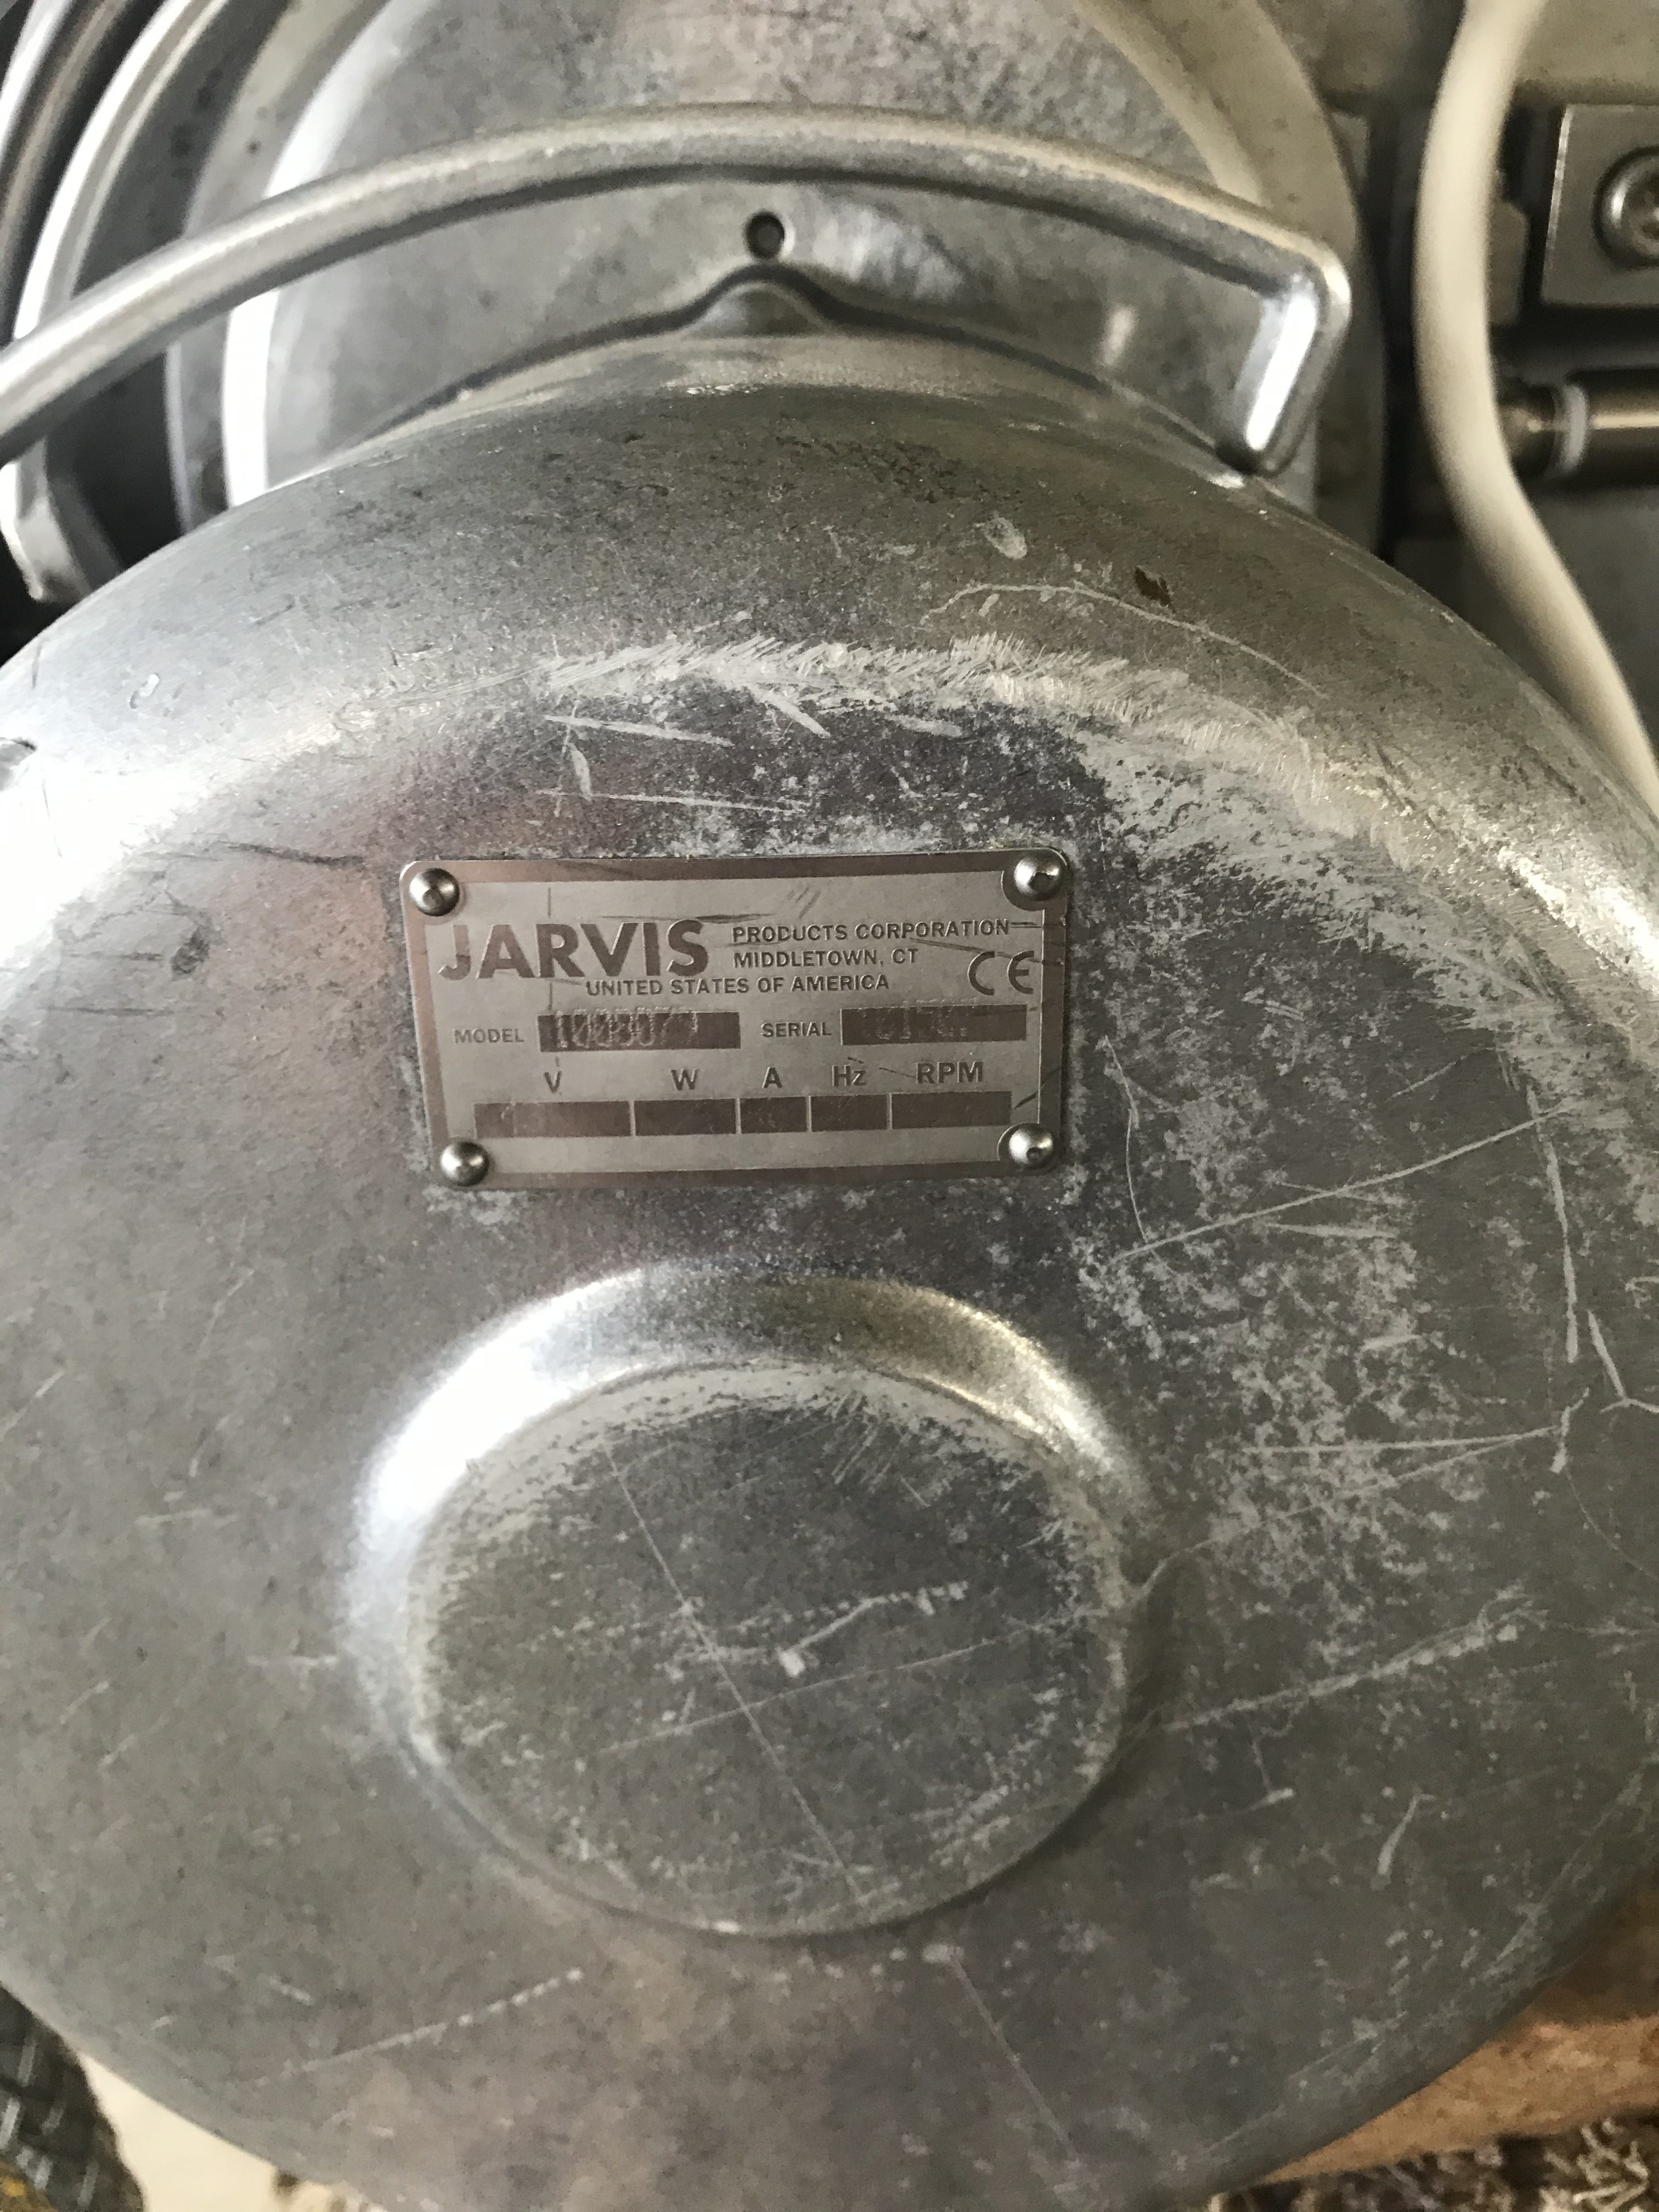 JARVIS PRODUCTS CORPORATION
MIDDLETOWN, CT
UNITED STATES OF AMERICA CE
MODEL SERIAL
V W A Hz RPM